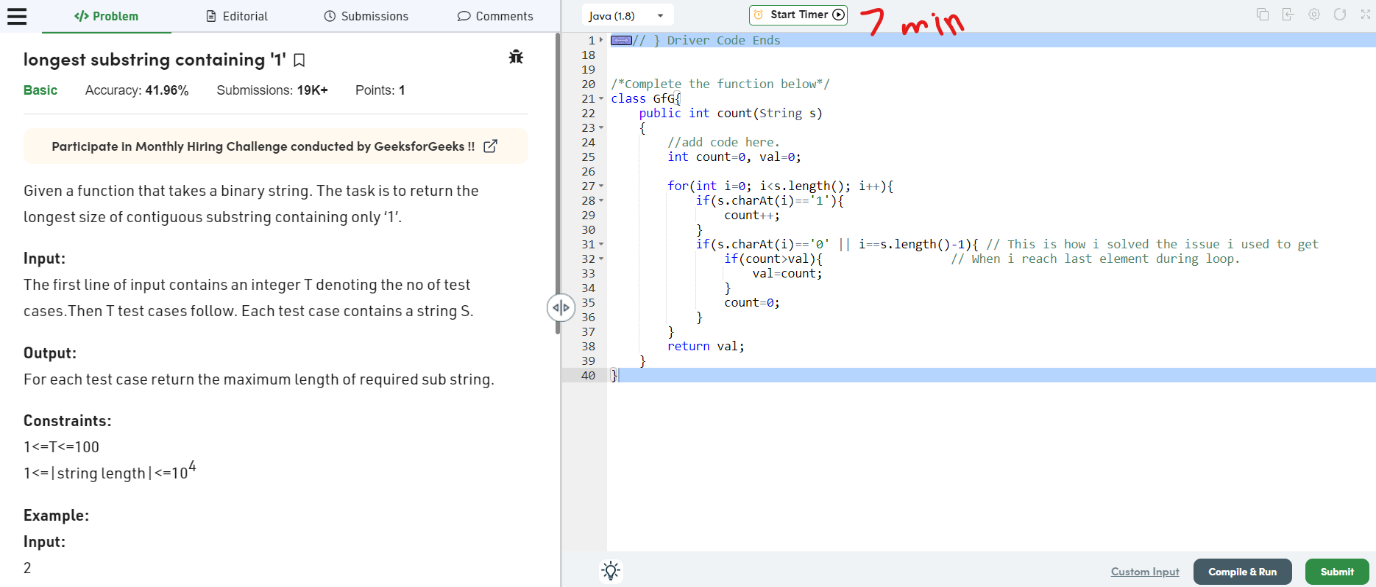 </> Problem
Editorial
Submissions
Comments
longest substring containing '1'
Basic Accuracy: 41.96% Submissions: 19K+ Points: 1
Participate in Monthly Hiring Challenge conducted by GeeksforGeeks !!
Given a function that takes a binary string. The task is to return the
longest size of contiguous substring containing only ‘1’.
Input:
The first line of input contains an integer T denoting the no of test
cases.Then T test cases follow. Each test case contains a string S.
Output:
For each test case return the maximum length of required sub string.
Constraints:
1<=T<=100
1<=|string length|<=10^4
Example:
Input:
2
Java (1.8)
Start Timer
7 min
1 // } Driver Code Ends
18
19
20 /*Complete the function below*/
21 class GfG{
22     public int count(String s)
23     {
24         //add code here.
25         int count=0, val=0;
26
27         for(int i=0; i<s.length(); i++){
28             if(s.charAt(i)=='1'){
29                 count++;
30             }
31             if(s.charAt(i)=='0' || i==s.length()-1){ // This is how i solved the issue i used to get
32                 if(count>val){                  // When i reach last element during loop.
33                     val=count;
34                 }
35                 count=0;
36             }
37         }
38         return val;
39     }
40 }
Custom Input
Compile & Run
Submit